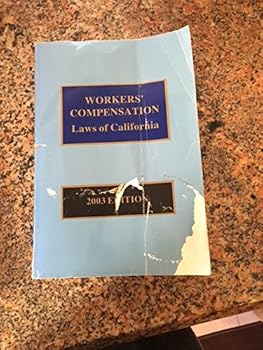 WORKERS'
COMPENSATION
Laws of California
2003 EDITION